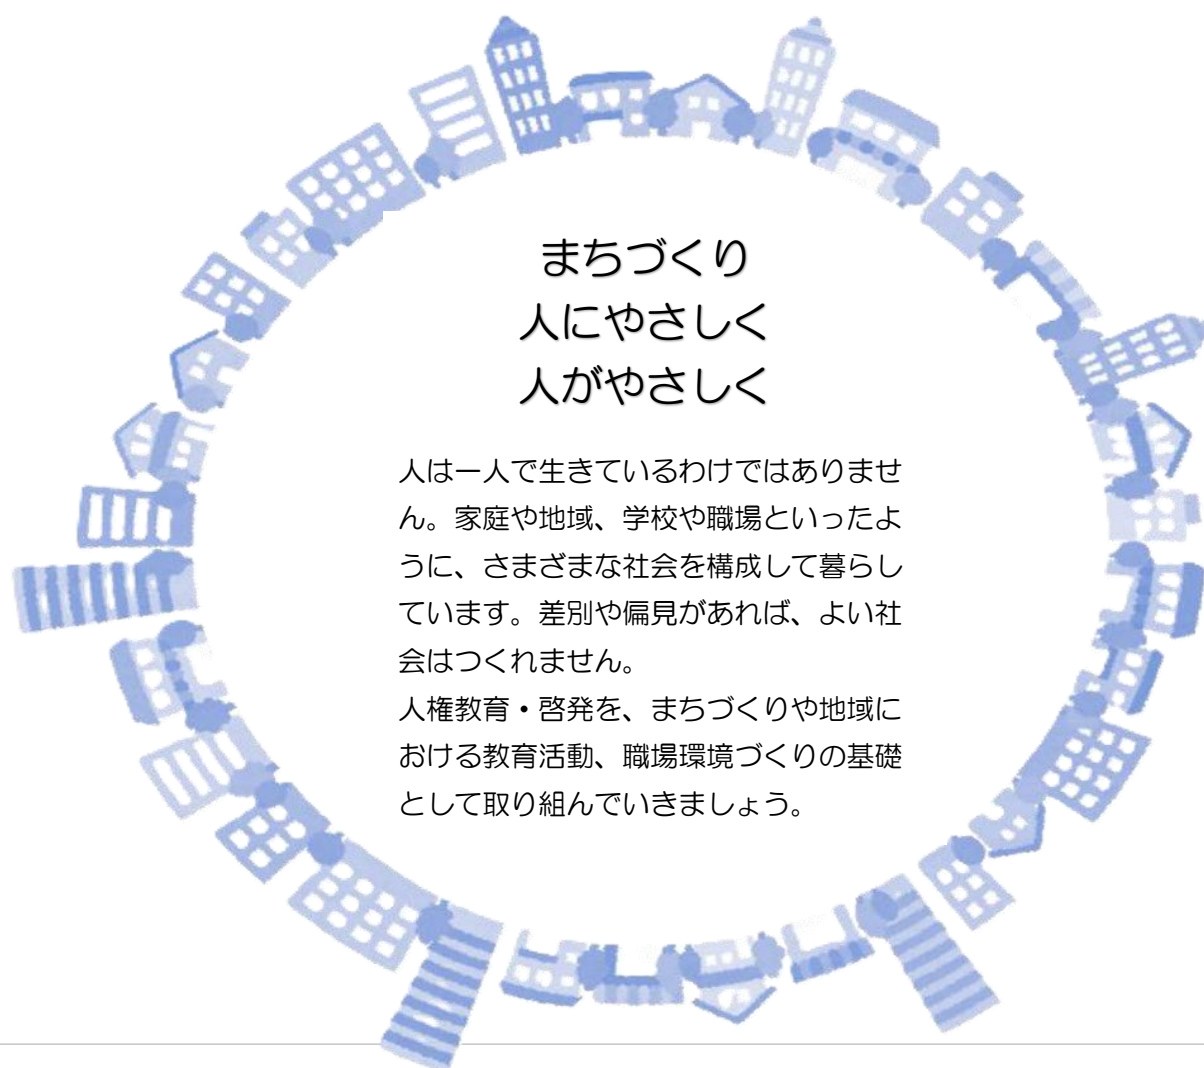 まちづくり
人にやさしく
人がやさしく
人は一人で生きているわけではありませ
ん。家庭や地域、学校や職場といったよ
うに、さまざまな社会を構成して暮らし
ています。差別や偏見があれば、よい社
会はつくれません。
人権教育・啓発を、まちづくりや地域に
おける教育活動、職場環境づくりの基礎
として取り組んでいきましょう。